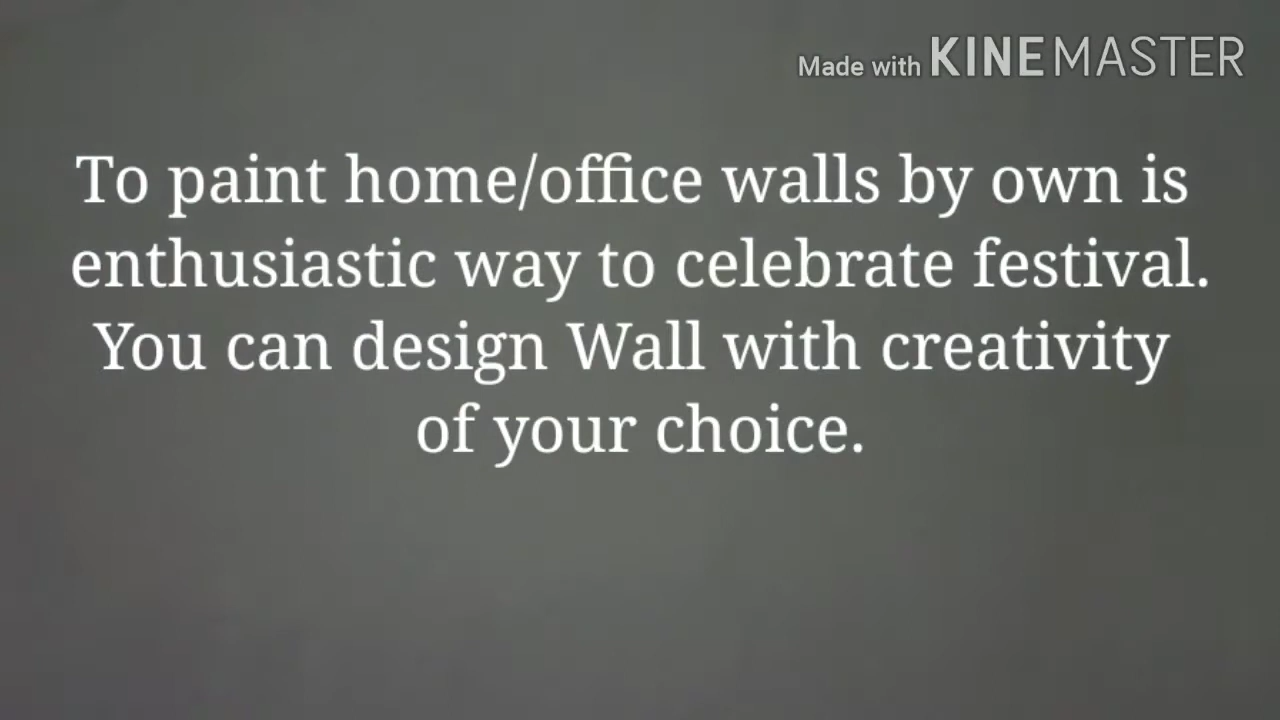 Made with KINEMASTER
To paint home/office walls by own is
enthusiastic way to celebrate festival.
You can design Wall with creativity
of your choice.